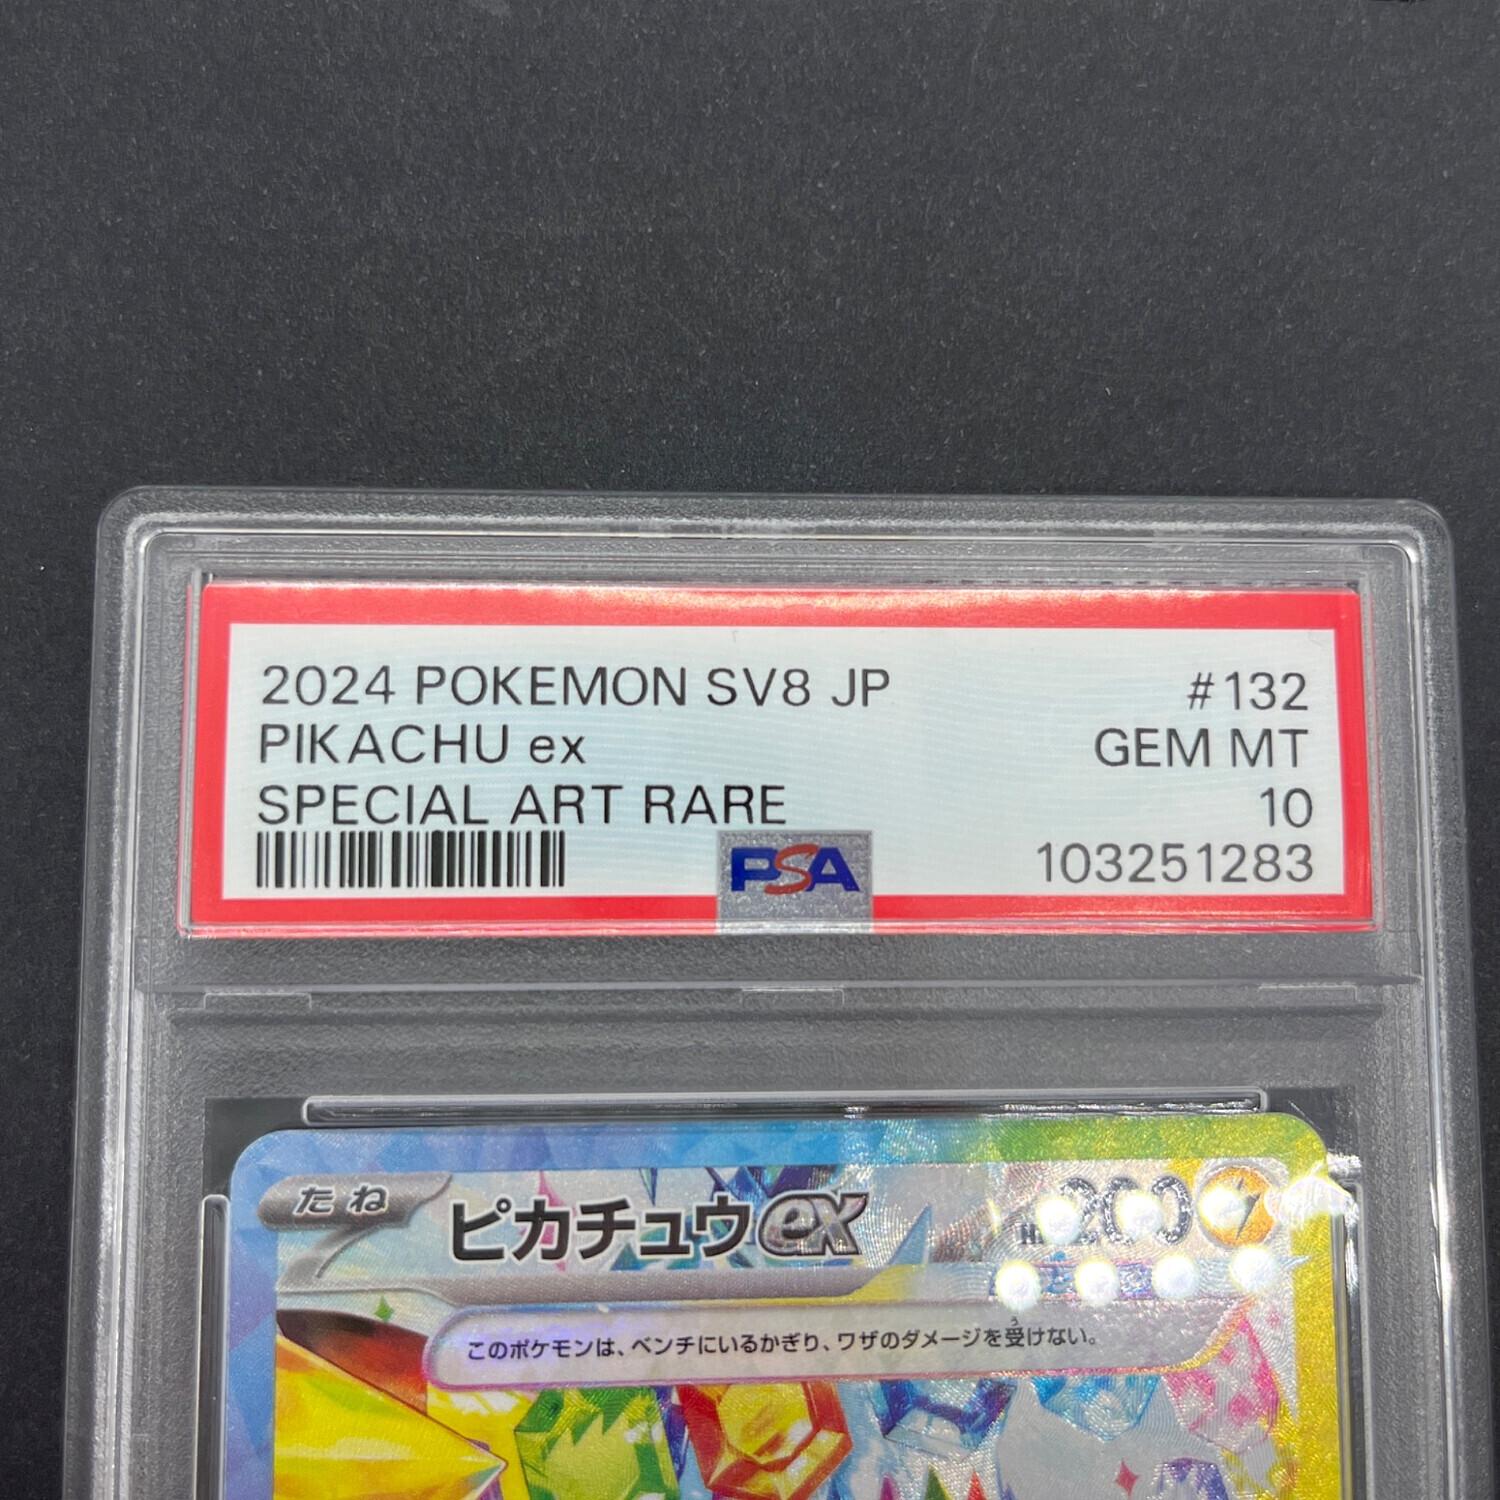 2024 POKEMON SV8 JP #132
PIKACHU ex GEM MT
SPECIAL ART RARE 10
PSA 103251283
たね ピカチュウex 200
このポケモンは、ベンチにいるかぎり、ワザのダメージを受けない。